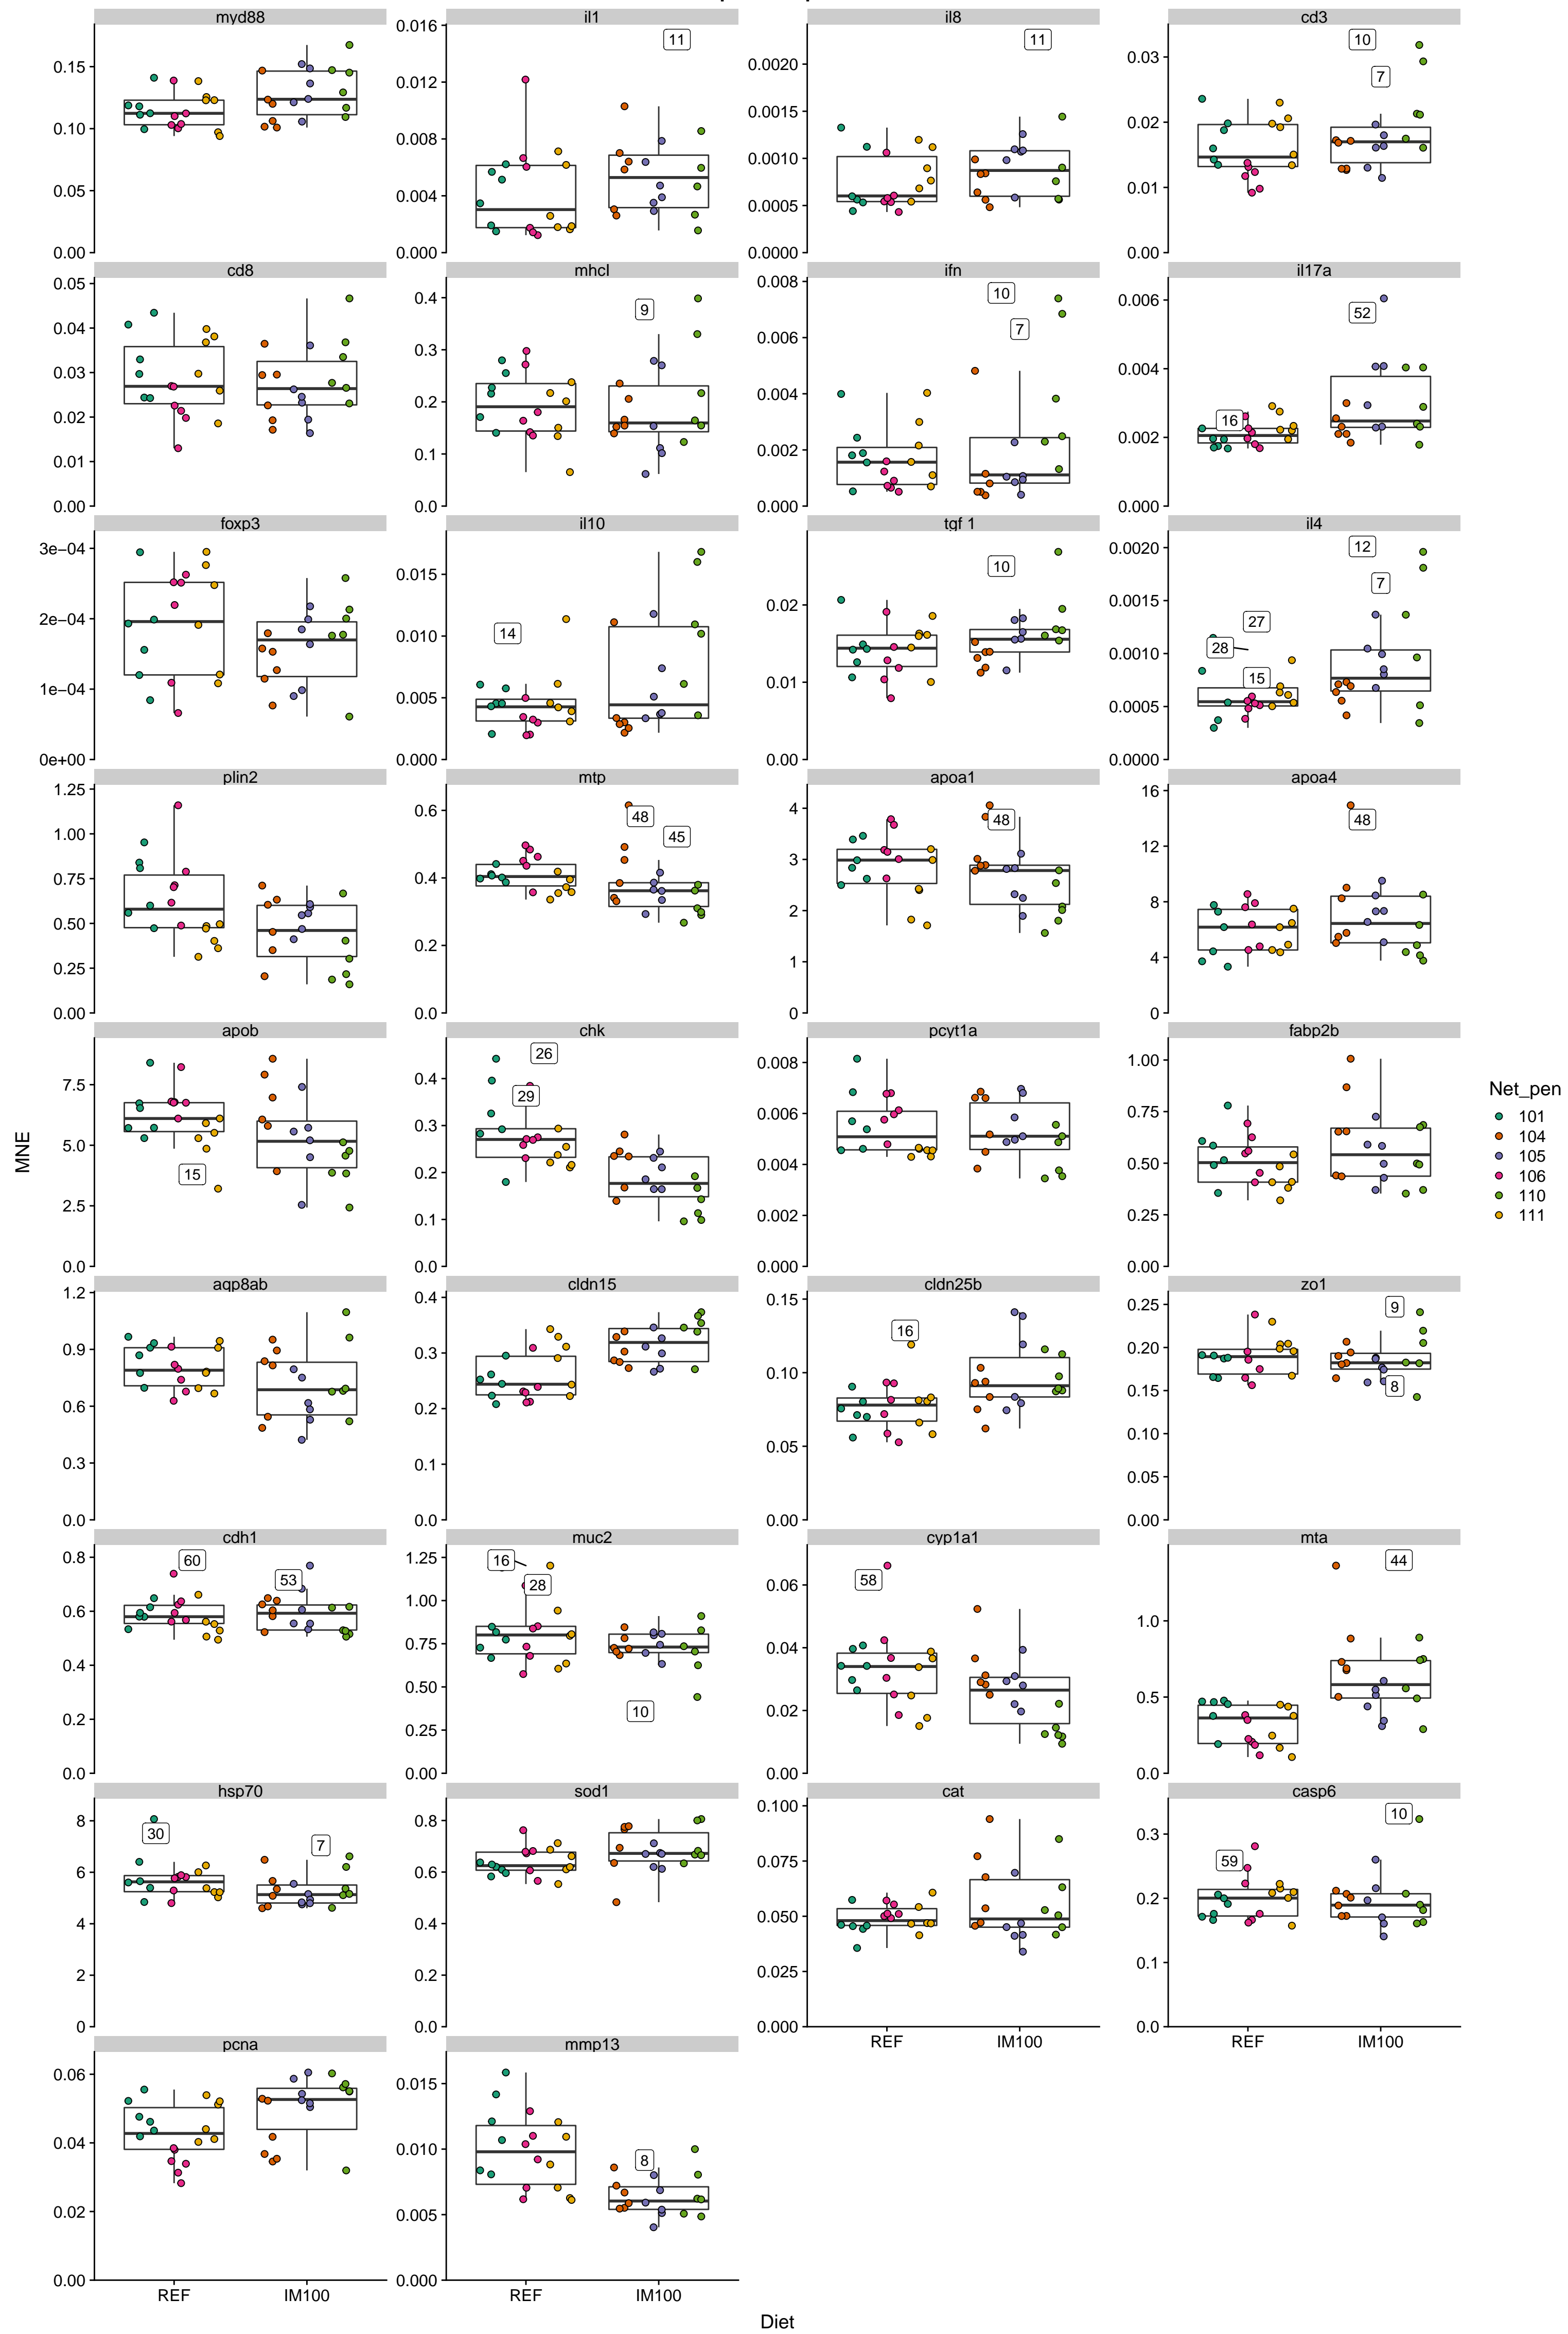 myd88 il1 il8 cd3
0.15 0.10 0.05 0.00
0.016 0.012 0.008 0.004 0.000 11
0.0020 0.0015 0.0010 0.0005 0.0000 11
0.03 0.02 0.01 0.00 10 7
cd8 mhcI ifn il17a
0.05 0.04 0.03 0.02 0.01 0.00
0.4 0.3 0.2 0.1 0.0 9
0.008 0.006 0.004 0.002 0.000 10 7
0.006 0.004 0.002 0.000 16 52
foxp3 il10 tgf 1 il4
3e−04 2e−04 1e−04 0e+00
0.015 0.010 0.005 0.000 14
0.02 0.01 0.00 10
0.0020 0.0015 0.0010 0.0005 0.0000 27 28 15 12 7
plin2 mtp apoa1 apoa4
1.25 1.00 0.75 0.50 0.25 0.00
0.6 0.4 0.2 0.0 48 45
4 3 2 1 0 48
16 12 8 4 0 48
apob chk pcyt1a fabp2b
7.5 5.0 2.5 0.0 15
0.4 0.3 0.2 0.1 0.0 26 29
0.008 0.006 0.004 0.002 0.000
1.00 0.75 0.50 0.25 0.00
aqp8ab cldn15 cldn25b zo1
1.2 0.9 0.6 0.3 0.0
0.4 0.3 0.2 0.1 0.0
0.15 0.10 0.05 0.00 16
0.25 0.20 0.15 0.10 0.05 0.00 9 8
cdh1 muc2 cyp1a1 mta
0.8 0.6 0.4 0.2 0.0 60 53
1.25 1.00 0.75 0.50 0.25 0.00 16 28 10
0.06 0.04 0.02 0.00 58
1.0 0.5 0.0 44
hsp70 sod1 cat casp6
8 6 4 2 0 30 7
0.8 0.6 0.4 0.2 0.0
0.100 0.075 0.050 0.025 0.000
0.3 0.2 0.1 0.0 59 10
REF IM100 REF IM100
pcna mmp13
0.06 0.04 0.02 0.00
0.015 0.010 0.005 0.000 8
REF IM100 REF IM100
Diet
MNE
Net_pen
101
104
105
106
110
111